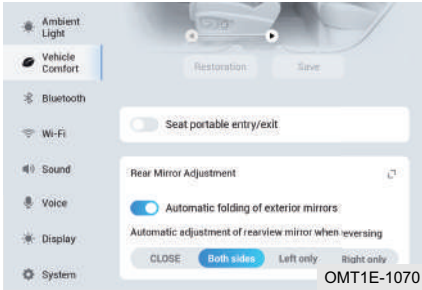 Ambient
Light
Vehicle
Comfort
Bluetooth
Wi-Fi
Sound
Voice
Display
System
Restoration
Save
Seat portable entry/exit
Rear Mirror Adjustment
Automatic folding of exterior mirrors
Automatic adjustment of rearview mirror when reversing
CLOSE
Both sides
Left only
Right only
OMT1E-1070